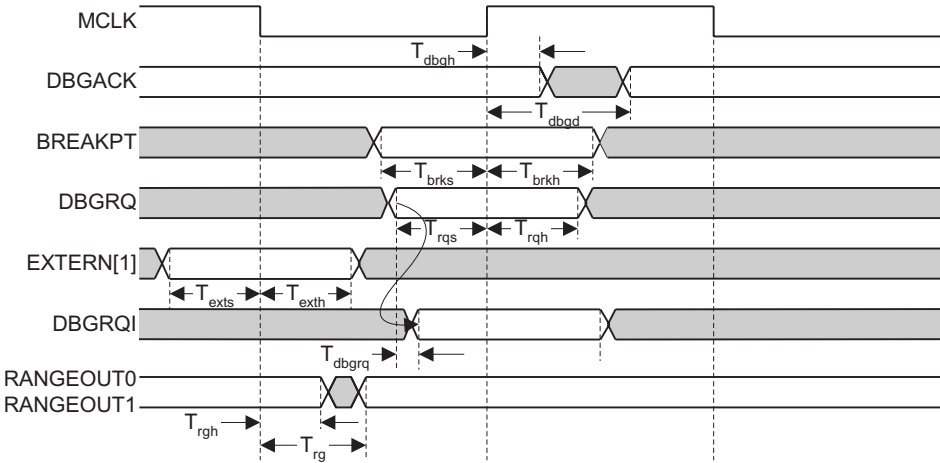 MCLK
T_dbgh
DBGACK
T_dbgd
BREAKPT
T_brks T_brkh
DBGRQ
T_rqs T_rqh
EXTERN[1]
T_exts T_exth
DBGRQI
T_dbgrq
RANGEOUT0
RANGEOUT1
T_rgh
T_rg